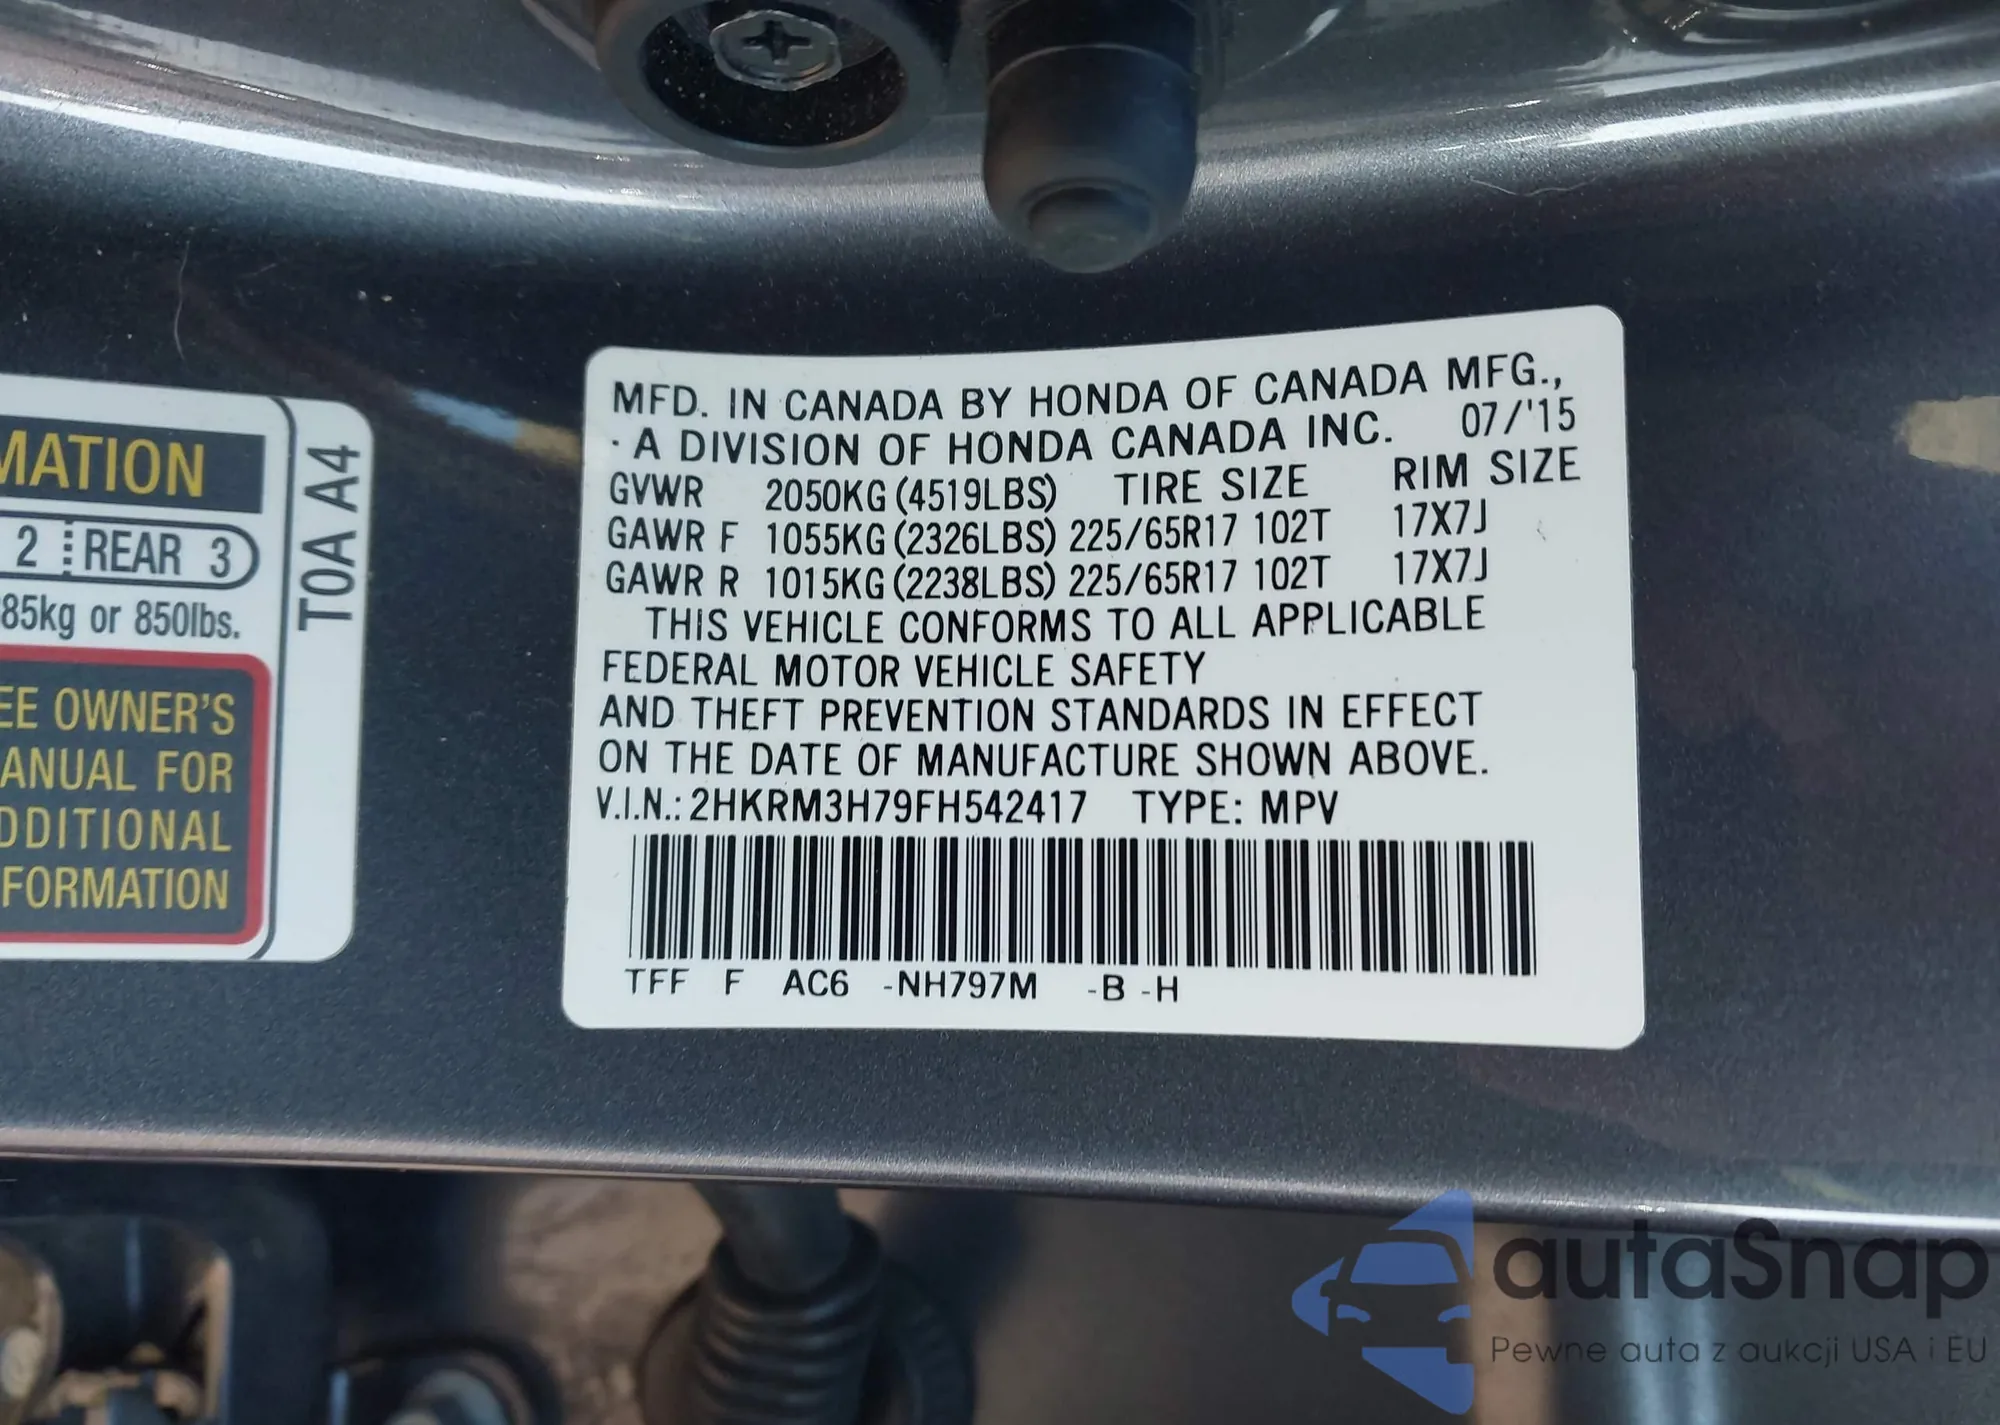 MATION
2 REAR 3
85kg or 850lbs.
EE OWNER'S
ANUAL FOR
DDITIONAL
FORMATION
T0A A4
MFD. IN CANADA BY HONDA OF CANADA MFG.,
A DIVISION OF HONDA CANADA INC. 07/'15
GVWR 2050KG (4519LBS) TIRE SIZE RIM SIZE
GAWR F 1055KG (2326LBS) 225/65R17 102T 17X7J
GAWR R 1015KG (2238LBS) 225/65R17 102T 17X7J
THIS VEHICLE CONFORMS TO ALL APPLICABLE
FEDERAL MOTOR VEHICLE SAFETY
AND THEFT PREVENTION STANDARDS IN EFFECT
ON THE DATE OF MANUFACTURE SHOWN ABOVE.
V.I.N.: 2HKRM3H79FH542417 TYPE: MPV
TFF F AC6 -NH797M -B -H
autaSnap
Pewne auta z aukcji USA i EU